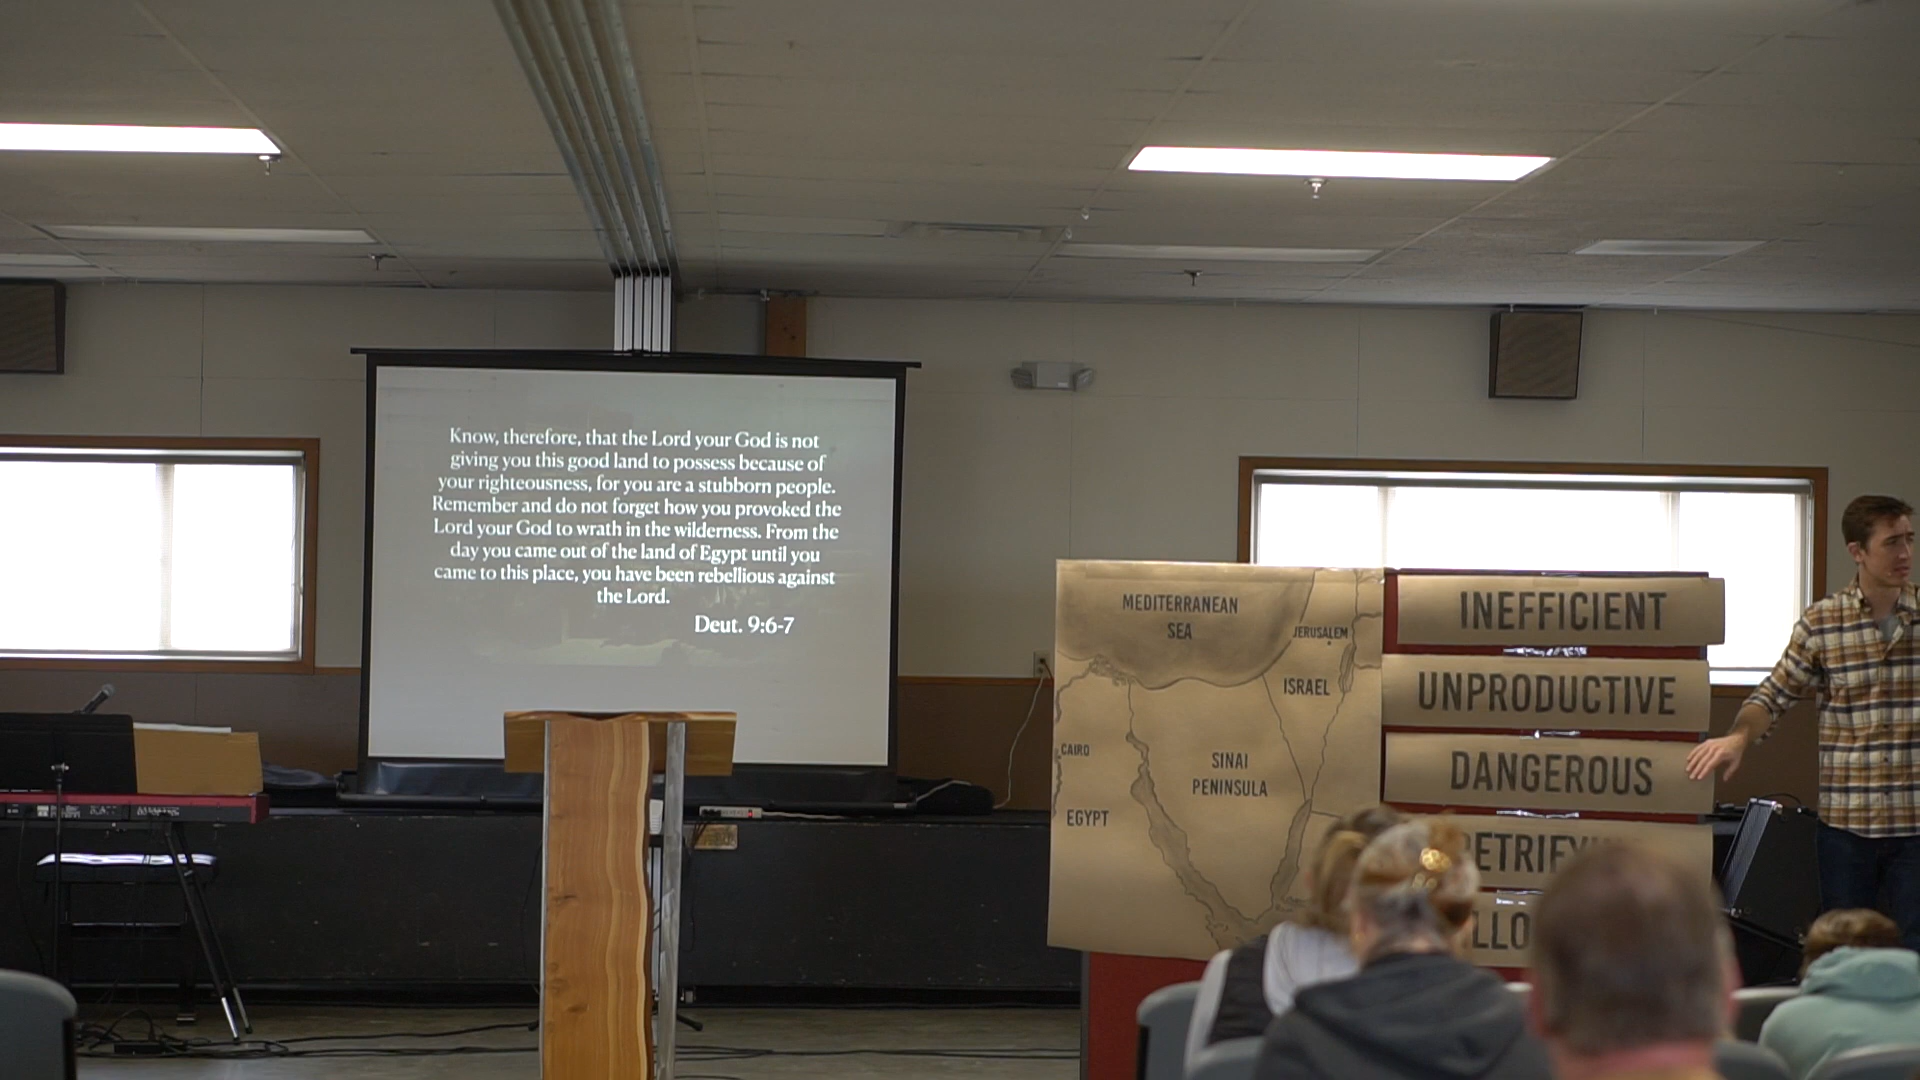 Know, therefore, that the Lord your God is not
giving you this good land to possess because of
your righteousness, for you are a stubborn people.
Remember and do not forget how you provoked the
Lord your God to wrath in the wilderness. From the
day you came out of the land of Egypt until you
came to this place, you have been rebellious against
the Lord.
Deut. 9:6-7
MEDITERRANEAN
SEA
JERUSALEM
ISRAEL
CAIRO
SINAI
PENINSULA
EGYPT
INEFFICIENT
UNPRODUCTIVE
DANGEROUS